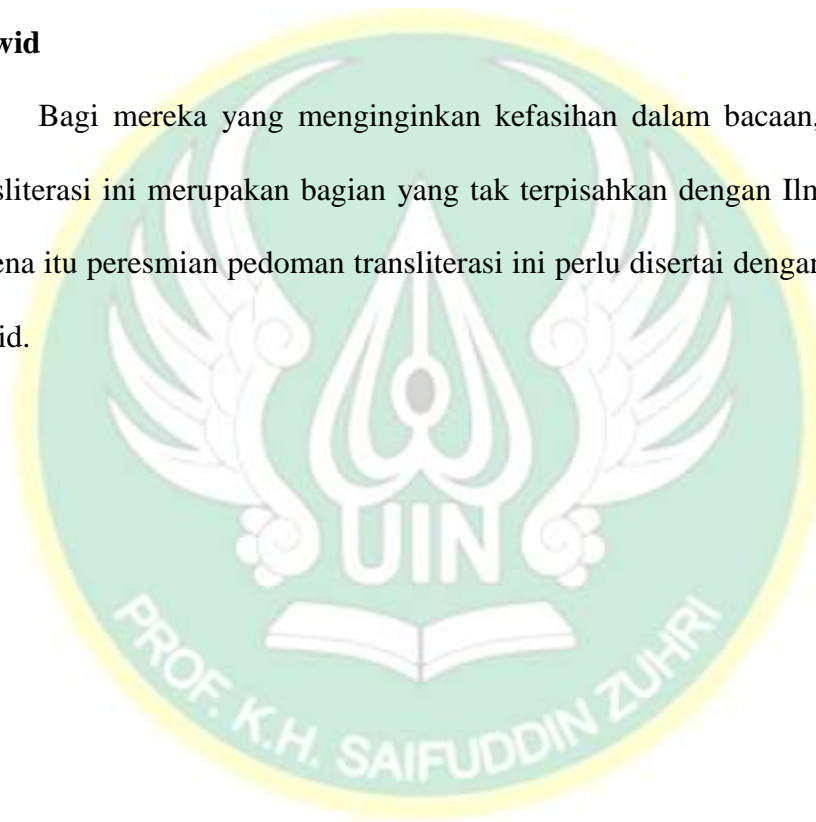 wid
Bagi mereka yang menginginkan kefasihan dalam bacaan,
sliterasi ini merupakan bagian yang tak terpisahkan dengan Iln
ena itu peresmian pedoman transliterasi ini perlu disertai dengan
id.
UIN
PROF. K.H. SAIFUDDIN ZUHRI